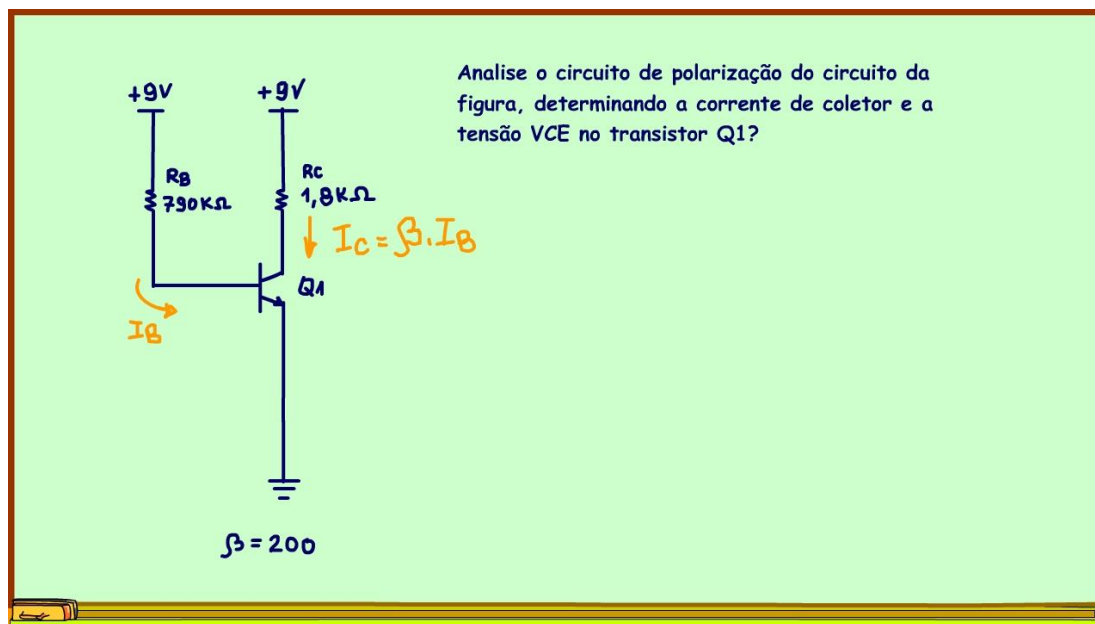 Analise o circuito de polarização do circuito da
figura, determinando a corrente de coletor e a
tensão VCE no transistor Q1?
+9V
+9V
RB
790KΩ
RC
1,8KΩ
IC = β.IB
Q1
IB
β = 200